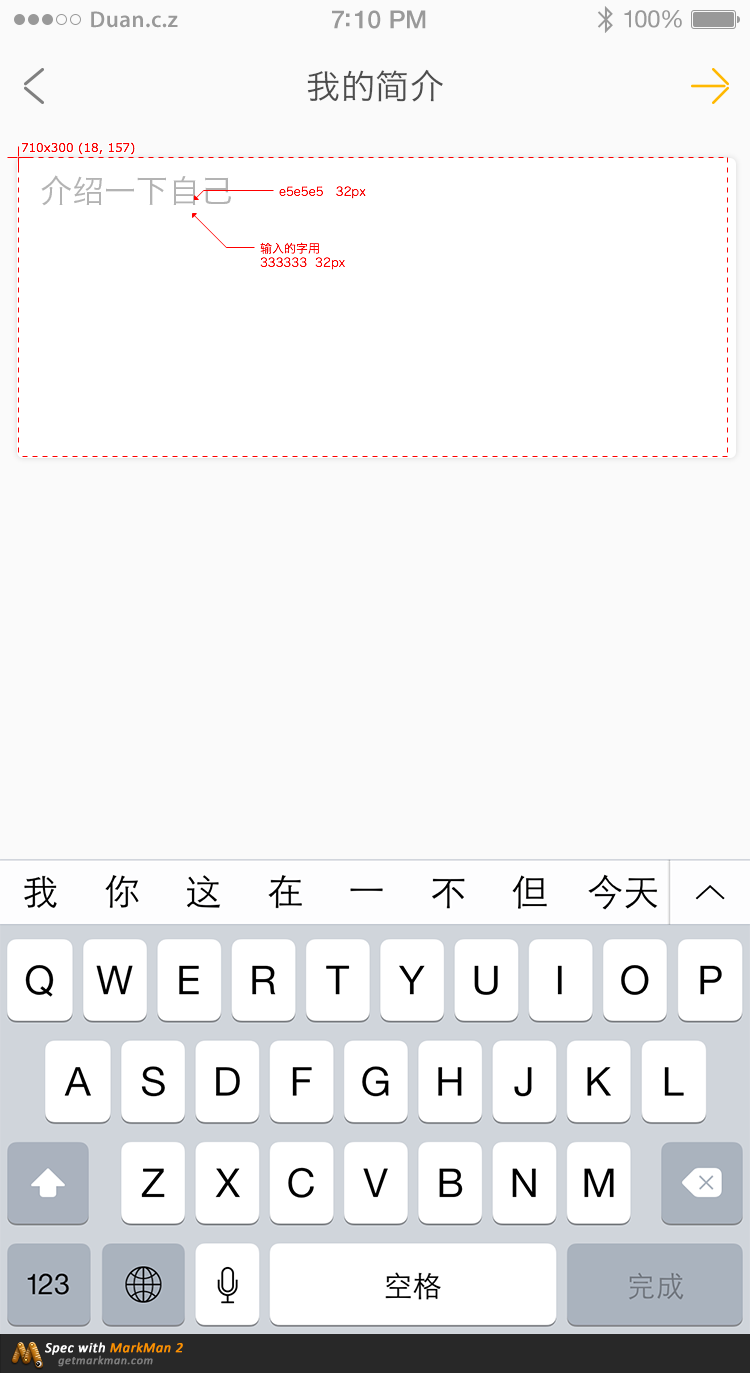 Duan.c.z 7:10 PM 100%
我的简介
710x300 (18, 157)
介绍一下自己
e5e5e5 32px
输入的字用
333333 32px
我 你 这 在 一 不 但 今天
Q W E R T Y U I O P
A S D F G H J K L
Z X C V B N M
123 空格 完成
Spec with MarkMan 2
getmarkman.com